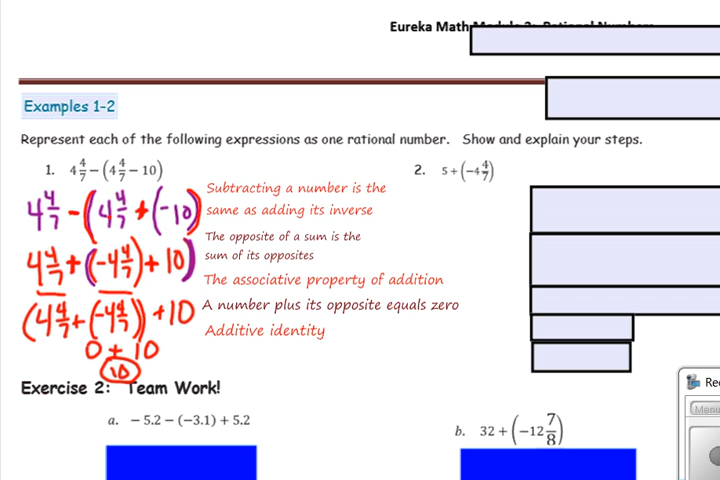 Eureka Math Module 2: Rational Numbers
Examples 1-2
Represent each of the following expressions as one rational number. Show and explain your steps.
1. 4 4/7 − (4 4/7 − 10)
2. 5 + (−4 4/7)
4 4/7 - (4 4/7 + (-10))
Subtracting a number is the
same as adding its inverse
4 4/7 + (-4 4/7) + 10)
The opposite of a sum is the
sum of its opposites
The associative property of addition
(4 4/7 + (-4 4/7)) + 10
A number plus its opposite equals zero
0 + 10
Additive identity
10
Exercise 2: Team Work!
a. − 5.2 − (−3.1) + 5.2
b. 32 + (−12 7/8)
Menu